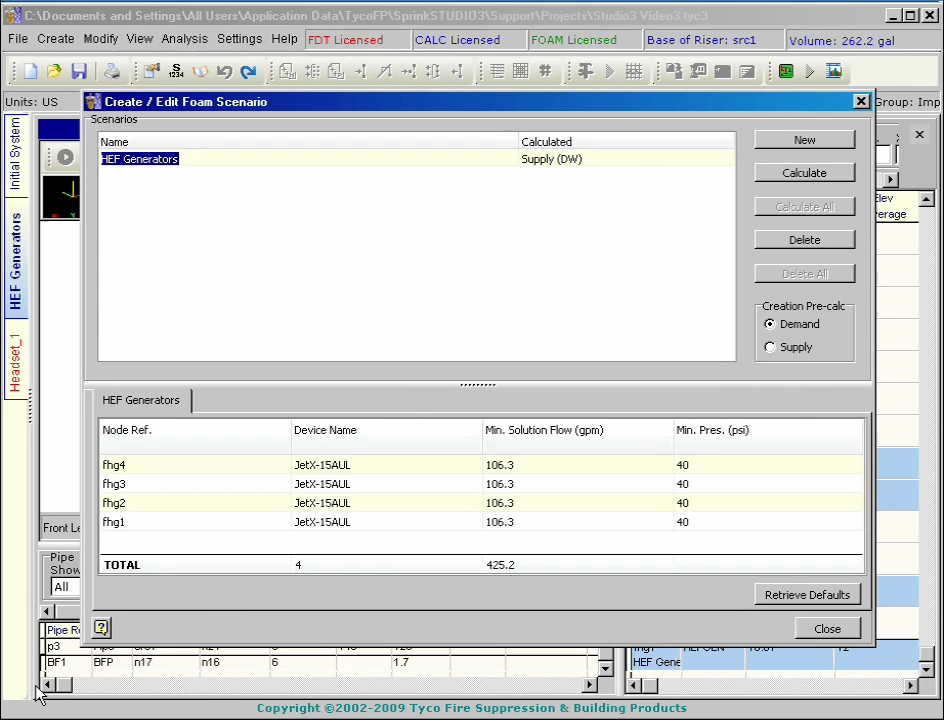 C:\Documents and Settings\All Users\Application Data\TycoFP\SprinkSTUDIO3\Support\Projects\Studio3 Video3.tyc3
File Create Modify View Analysis Settings Help FDT Licensed CALC Licensed FOAM Licensed Base of Riser: src1 Volume: 262.2 gal
S
1234
Units: US
Group: Imp
Create / Edit Foam Scenario
Initial System
HEF Generators
Headset_1
Scenarios
Name Calculated
HEF Generators Supply (DW)
New
Calculate
Calculate All
Delete
Delete All
Creation Pre-calc
Demand
Supply
Elev
verage
HEF Generators
Node Ref. Device Name Min. Solution Flow (gpm) Min. Pres. (psi)
fhg4 JetX-15AUL 106.3 40
fhg3 JetX-15AUL 106.3 40
fhg2 JetX-15AUL 106.3 40
fhg1 JetX-15AUL 106.3 40
TOTAL 4 425.2
Retrieve Defaults
Close
Front Le
Pipe
Show
All
Pipe R
p3
BF1 BFP n17 n16 6 1.7
HEF Gene
Copyright ©2002-2009 Tyco Fire Suppression & Building Products